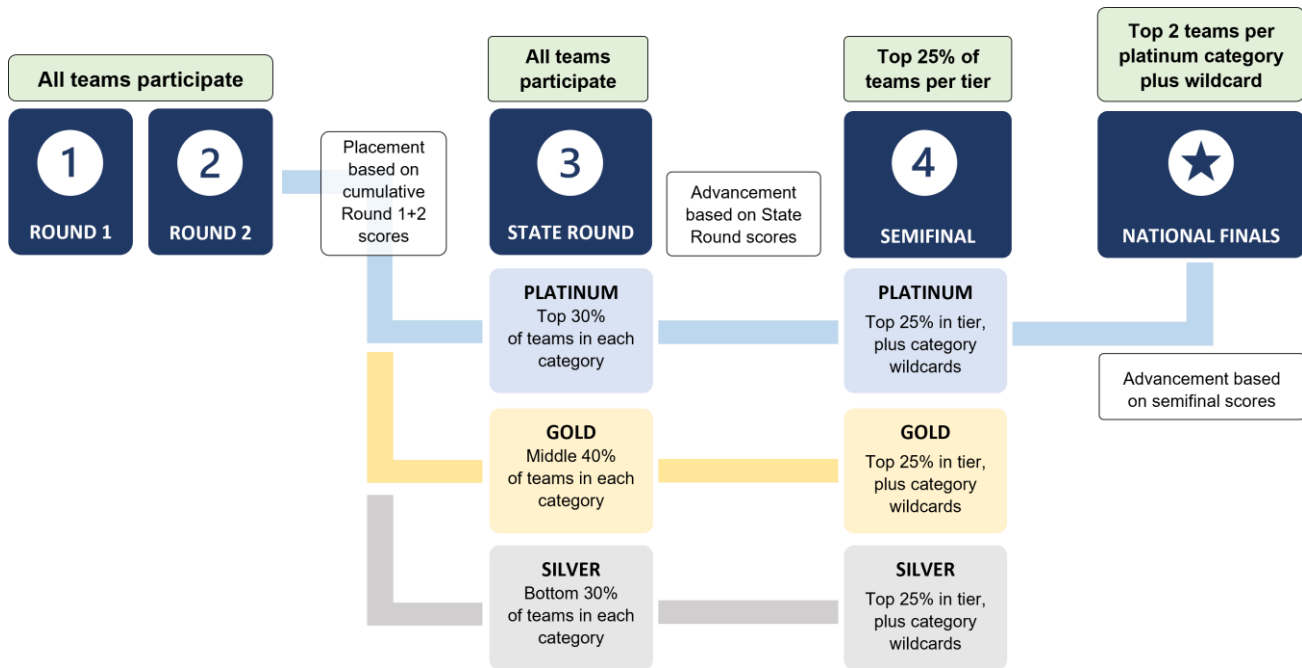 All teams participate
1
ROUND 1
2
ROUND 2
Placement
based on
cumulative
Round 1+2
scores
All teams
participate
3
STATE ROUND
Advancement
based on State
Round scores
Top 25% of
teams per tier
4
SEMIFINAL
Top 2 teams per
platinum category
plus wildcard
NATIONAL FINALS
PLATINUM
Top 30%
of teams in each
category
PLATINUM
Top 25% in tier,
plus category
wildcards
Advancement based
on semifinal scores
GOLD
Middle 40%
of teams in each
category
GOLD
Top 25% in tier,
plus category
wildcards
SILVER
Bottom 30%
of teams in each
category
SILVER
Top 25% in tier,
plus category
wildcards